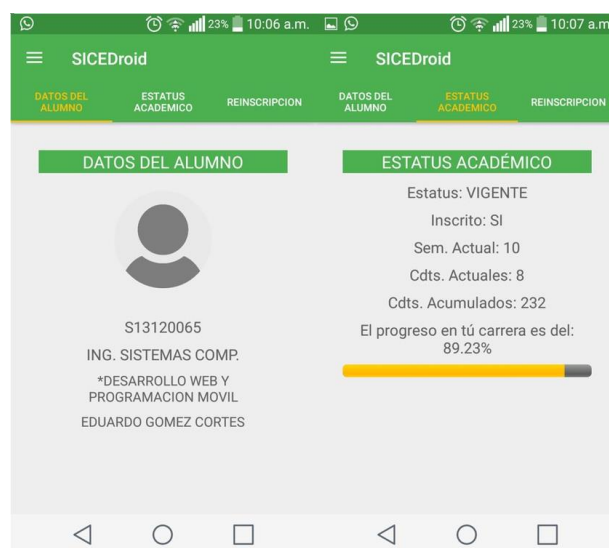 23% 10:06 a.m.
SICEDroid
DATOS DEL ALUMNO
ESTATUS ACADEMICO
REINSCRIPCION
DATOS DEL ALUMNO
S13120065
ING. SISTEMAS COMP.
*DESARROLLO WEB Y
PROGRAMACION MOVIL
EDUARDO GOMEZ CORTES
23% 10:07 a.m
SICEDroid
DATOS DEL ALUMNO
ESTATUS ACADEMICO
REINSCRIPCION
ESTATUS ACADÉMICO
Estatus: VIGENTE
Inscrito: SI
Sem. Actual: 10
Cdts. Actuales: 8
Cdts. Acumulados: 232
El progreso en tú carrera es del:
89.23%